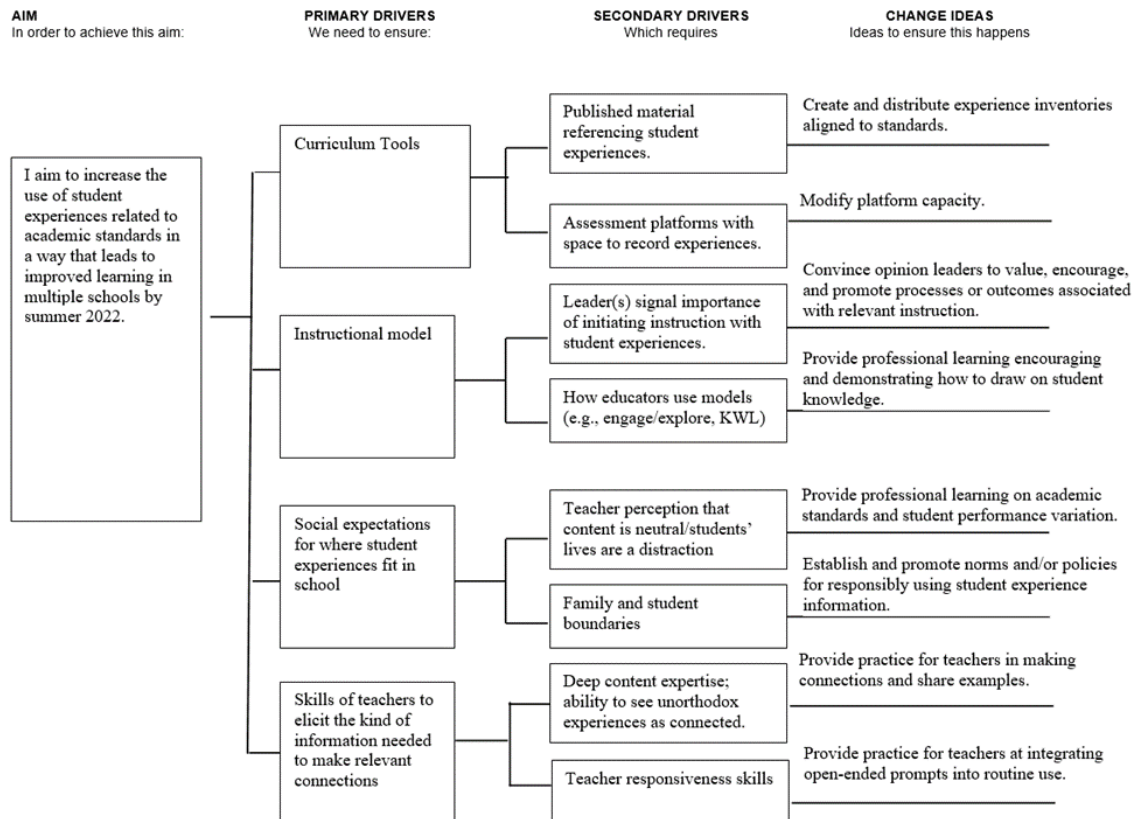 AIM
In order to achieve this aim:
PRIMARY DRIVERS
We need to ensure:
SECONDARY DRIVERS
Which requires
CHANGE IDEAS
Ideas to ensure this happens
I aim to increase the
use of student
experiences related to
academic standards in
a way that leads to
improved learning in
multiple schools by
summer 2022.
Curriculum Tools
Published material
referencing student
experiences.
Create and distribute experience inventories
aligned to standards.
Assessment platforms with
space to record experiences.
Modify platform capacity.
Instructional model
Leader(s) signal importance
of initiating instruction with
student experiences.
Convince opinion leaders to value, encourage,
and promote processes or outcomes associated
with relevant instruction.
How educators use models
(e.g., engage/explore, KWL)
Provide professional learning encouraging
and demonstrating how to draw on student
knowledge.
Social expectations
for where student
experiences fit in
school
Teacher perception that
content is neutral/students’
lives are a distraction
Provide professional learning on academic
standards and student performance variation.
Family and student
boundaries
Establish and promote norms and/or policies
for responsibly using student experience
information.
Skills of teachers to
elicit the kind of
information needed
to make relevant
connections
Deep content expertise;
ability to see unorthodox
experiences as connected.
Provide practice for teachers in making
connections and share examples.
Teacher responsiveness skills
Provide practice for teachers at integrating
open-ended prompts into routine use.